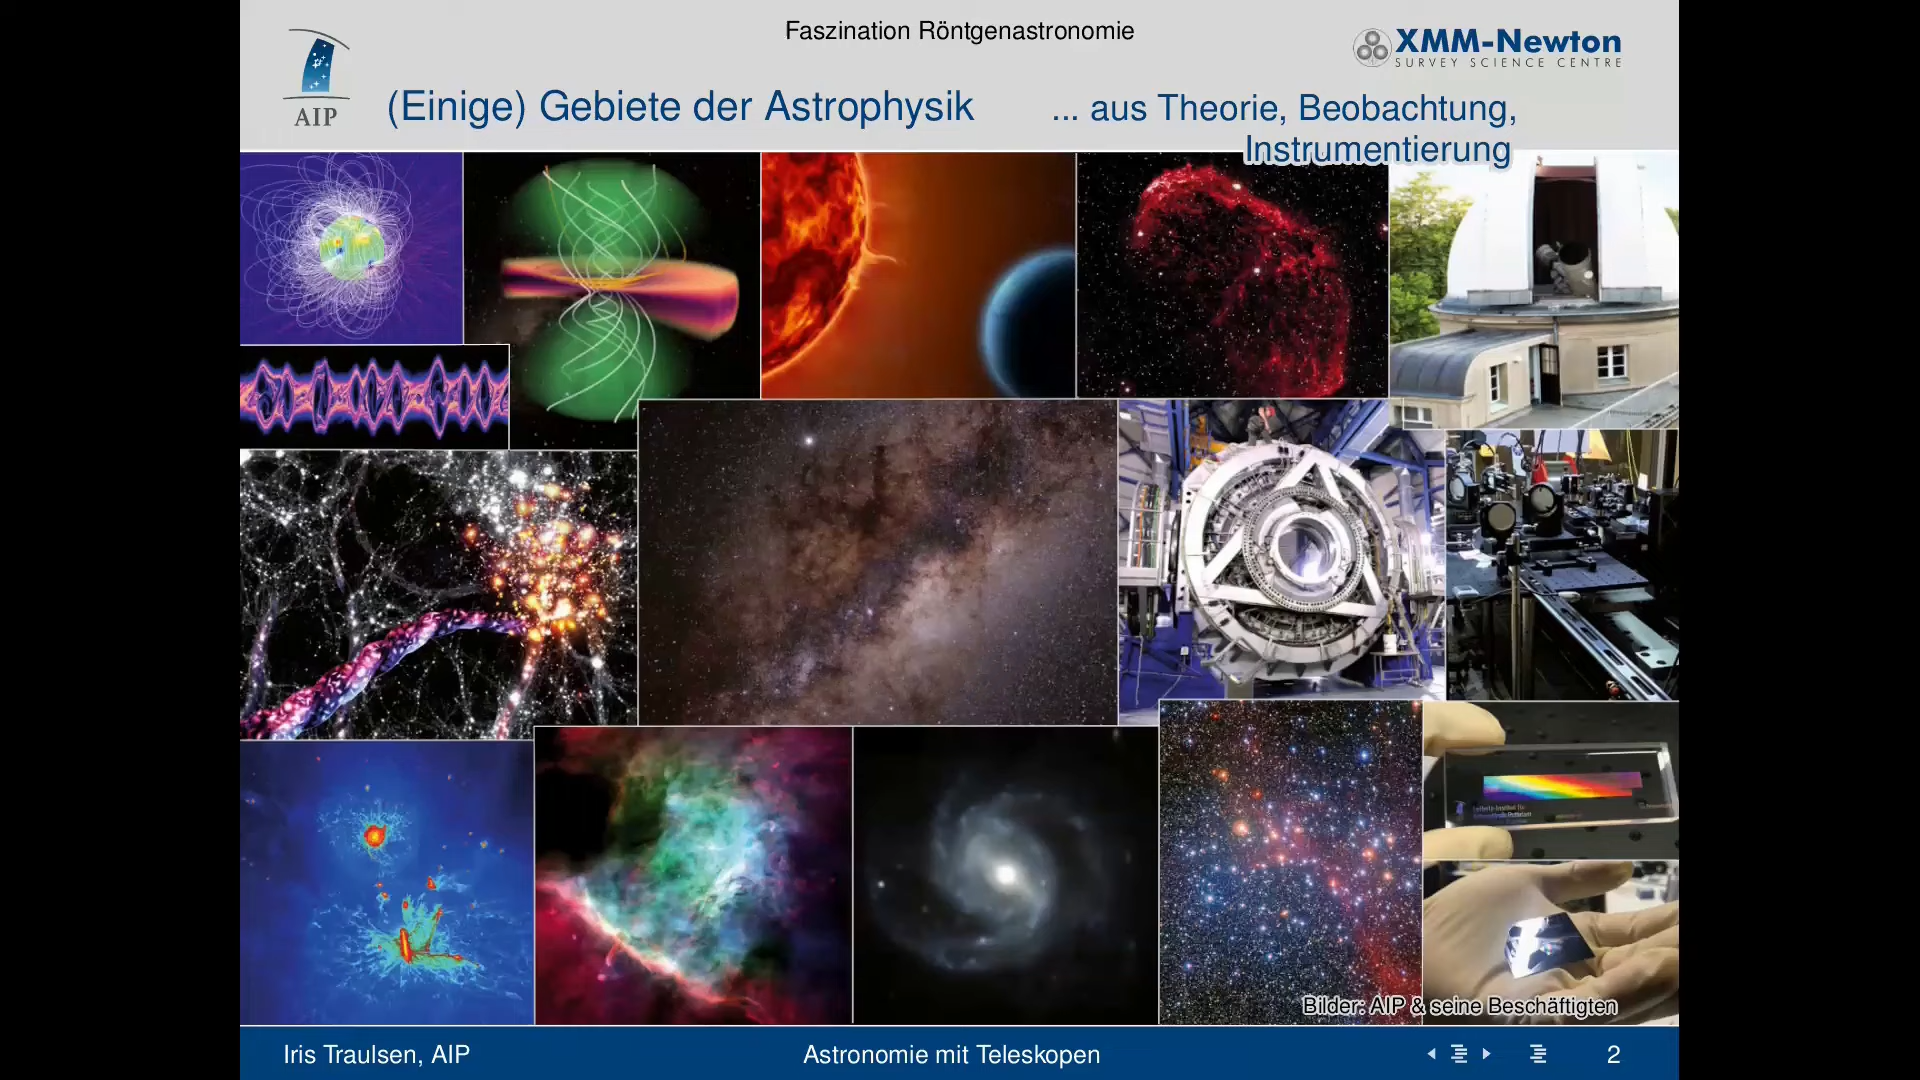 Faszination Röntgenastronomie
XMM-Newton
SURVEY SCIENCE CENTRE
AIP
(Einige) Gebiete der Astrophysik
... aus Theorie, Beobachtung,
Instrumentierung
Bilder: AIP & seine Beschäftigten
Iris Traulsen, AIP
Astronomie mit Teleskopen
2